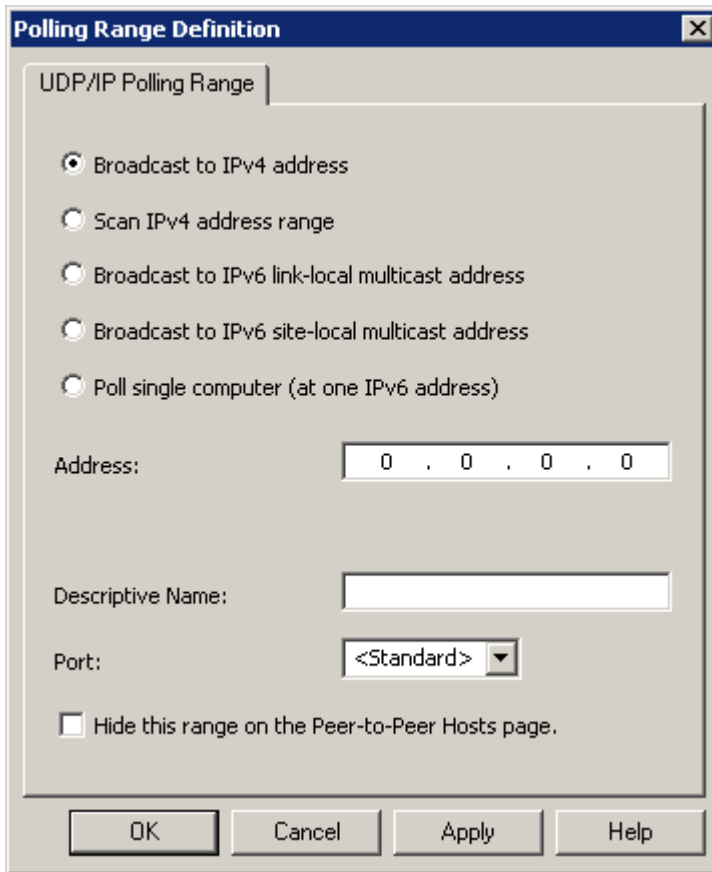 Polling Range Definition
UDP/IP Polling Range
Broadcast to IPv4 address
Scan IPv4 address range
Broadcast to IPv6 link-local multicast address
Broadcast to IPv6 site-local multicast address
Poll single computer (at one IPv6 address)
Address: 0 . 0 . 0 . 0
Descriptive Name:
Port: <Standard>
Hide this range on the Peer-to-Peer Hosts page.
OK Cancel Apply Help